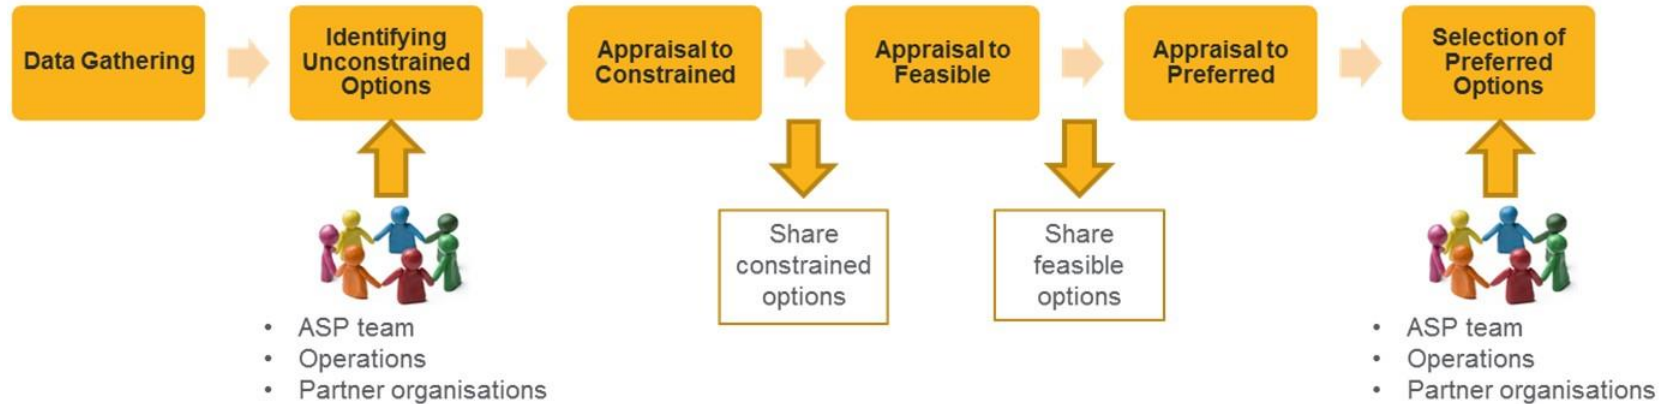 Data Gathering
Identifying
Unconstrained
Options
Appraisal to
Constrained
Appraisal to
Feasible
Appraisal to
Preferred
Selection of
Preferred
Options
Share
constrained
options
Share
feasible
options
• ASP team
• Operations
• Partner organisations
• ASP team
• Operations
• Partner organisations